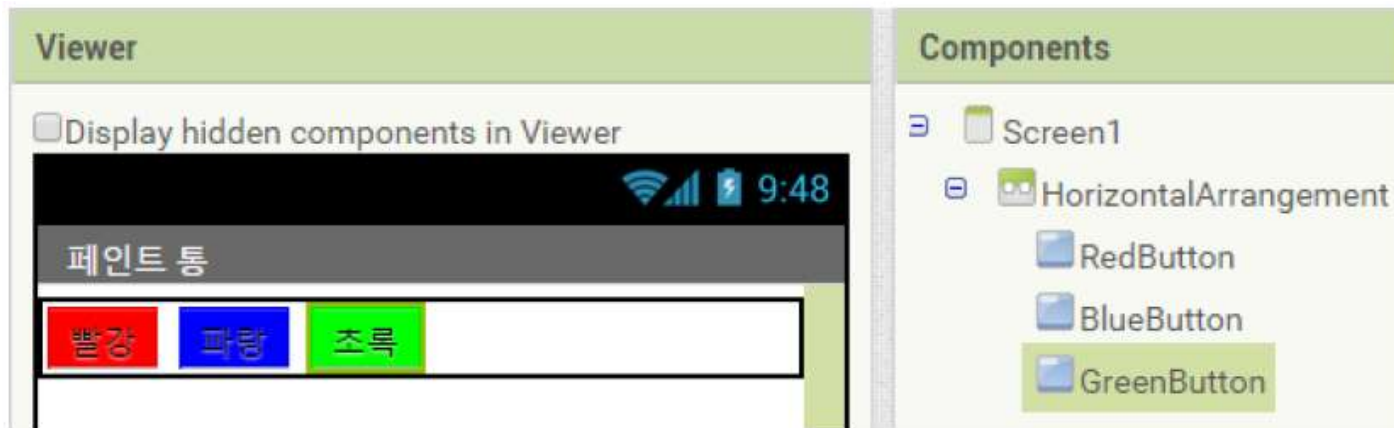 Viewer
Display hidden components in Viewer
9:48
페인트 통
빨강 파랑 초록
Components
Screen1
HorizontalArrangement
RedButton
BlueButton
GreenButton